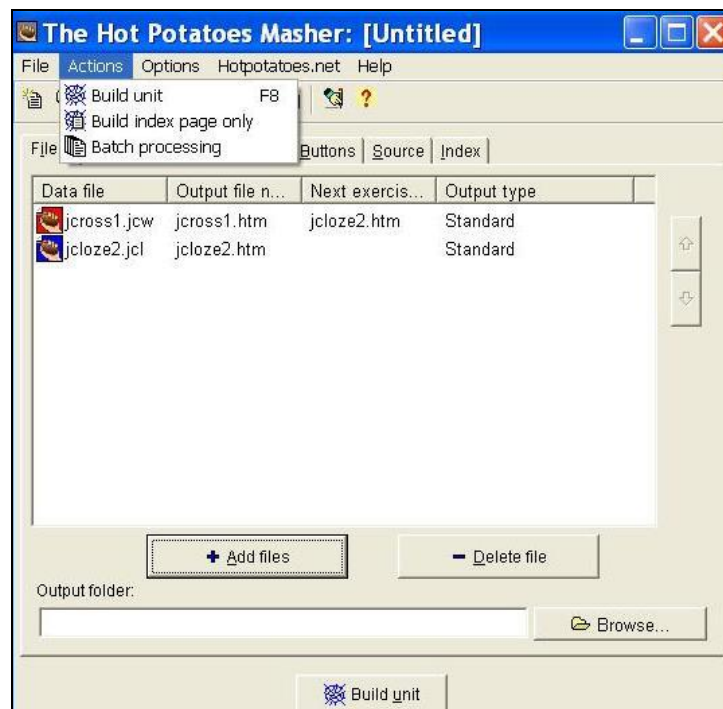 The Hot Potatoes Masher: [Untitled]
File Actions Options Hotpotatoes.net Help
Build unit F8
Build index page only
Batch processing
File Buttons Source Index
Data file Output file n... Next exercis... Output type
jcross1.jcw jcross1.htm jcloze2.htm Standard
jcloze2.jcl jcloze2.htm Standard
+ Add files - Delete file
Output folder:
Browse...
Build unit